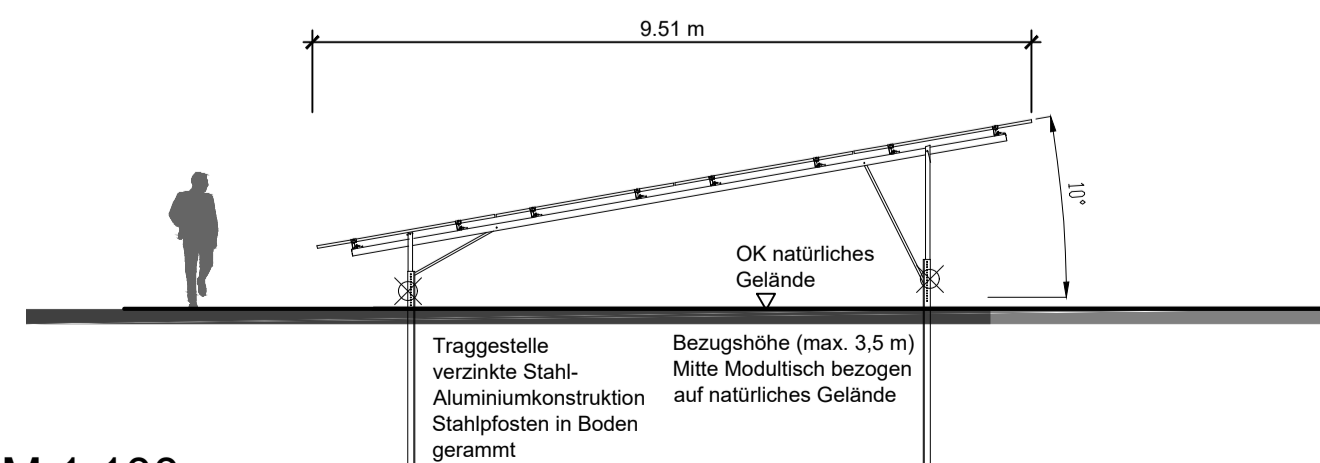 9.51 m
10°
OK natürliches
Gelände
Traggestelle
verzinkte Stahl-
Aluminiumkonstruktion
Stahlpfosten in Boden
gerammt
Bezugshöhe (max. 3,5 m)
Mitte Modultisch bezogen
auf natürliches Gelände